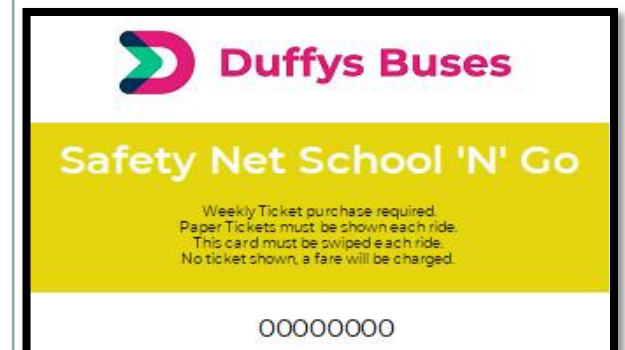 Duffys Buses
Safety Net School 'N' Go
Weekly Ticket purchase required.
Paper Tickets must be shown each ride.
This card must be swiped each ride.
No ticket shown, a fare will be charged.
00000000